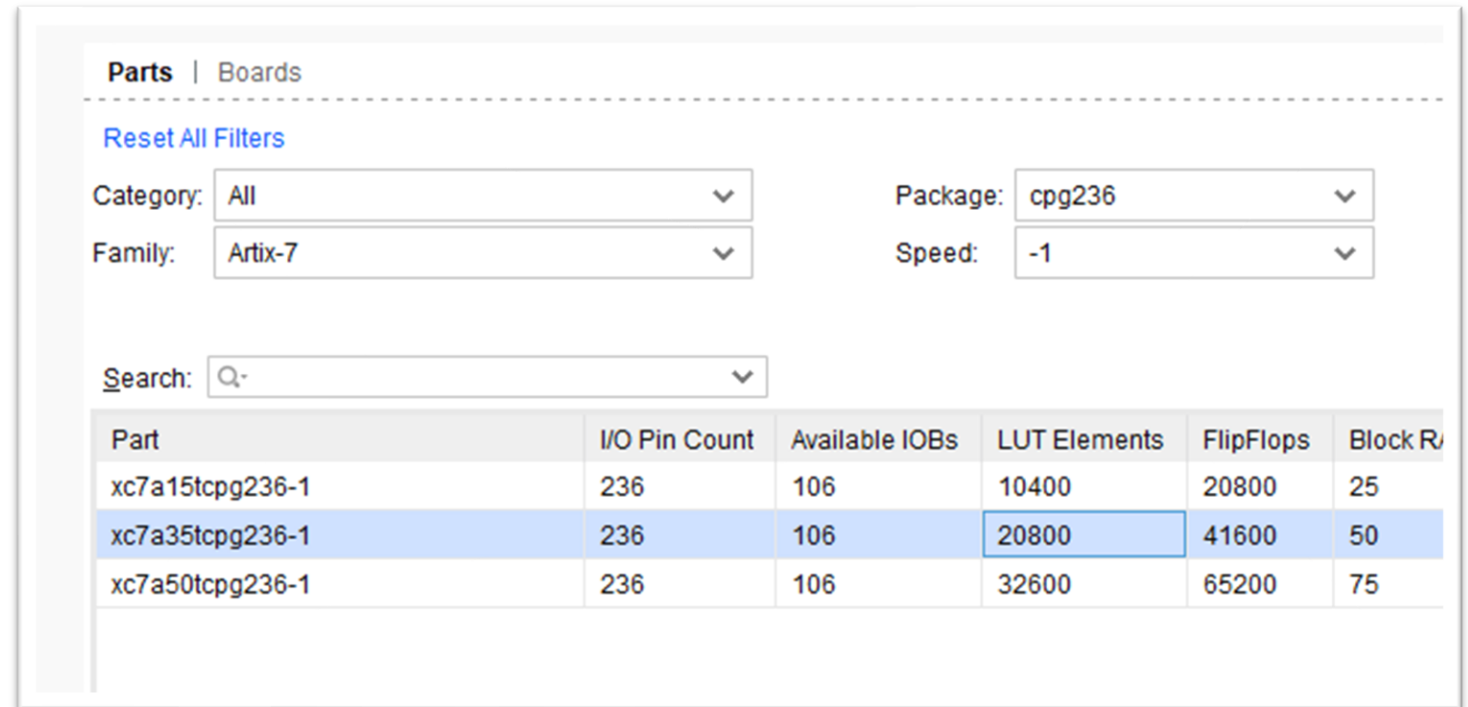 Parts | Boards
Reset All Filters
Category: All Package: cpg236
Family: Artix-7 Speed: -1
Search:
Part I/O Pin Count Available IOBs LUT Elements FlipFlops Block
xc7a15tcpg236-1 236 106 10400 20800 25
xc7a35tcpg236-1 236 106 20800 41600 50
xc7a50tcpg236-1 236 106 32600 65200 75